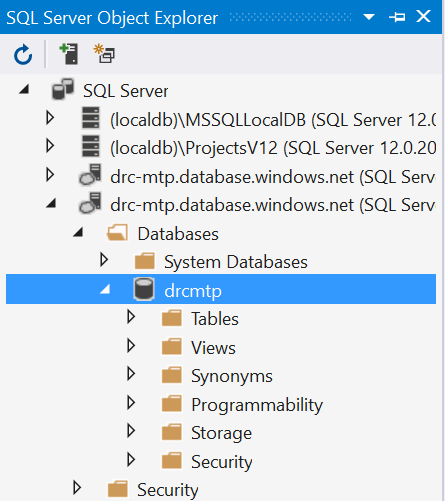 SQL Server Object Explorer
SQL Server
(localdb)\MSSQLLocalDB (SQL Server 12.0
(localdb)\ProjectsV12 (SQL Server 12.0.20
drc-mtp.database.windows.net (SQL Serv
drc-mtp.database.windows.net (SQL Serv
Databases
System Databases
drcmtp
Tables
Views
Synonyms
Programmability
Storage
Security
Security